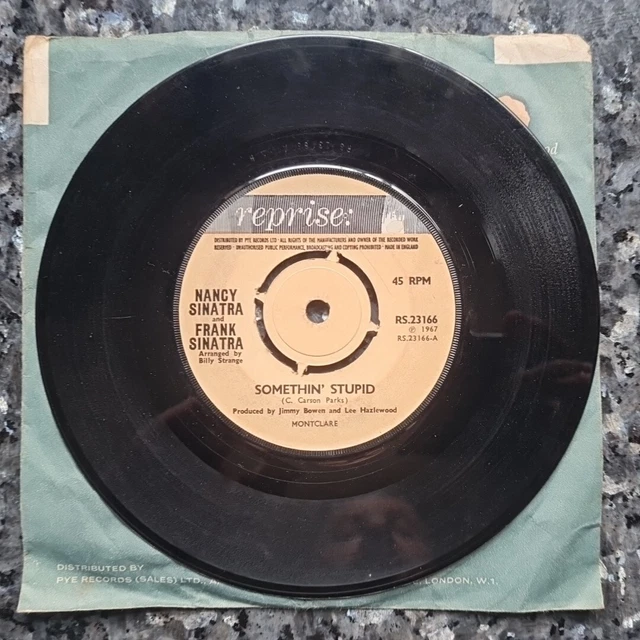 reprise:
DISTRIBUTED BY PYE RECORDS LTD · ALL RIGHTS OF THE MANUFACTURERS AND OWNER OF THE RECORDED WORK
RESERVED · UNAUTHORISED PUBLIC PERFORMANCE, BROADCASTING AND COPYING PROHIBITED · MADE IN ENGLAND
45 RPM
NANCY
SINATRA
and
FRANK
SINATRA
Arranged by
Billy Strange
RS.23166
℗ 1967
RS.23166-A
SOMETHIN' STUPID
(C. Carson Parks)
Produced by Jimmy Bowen and Lee Hazlewood
MONTCLARE
DISTRIBUTED BY
PYE RECORDS (SALES) LTD., LONDON, W.1.